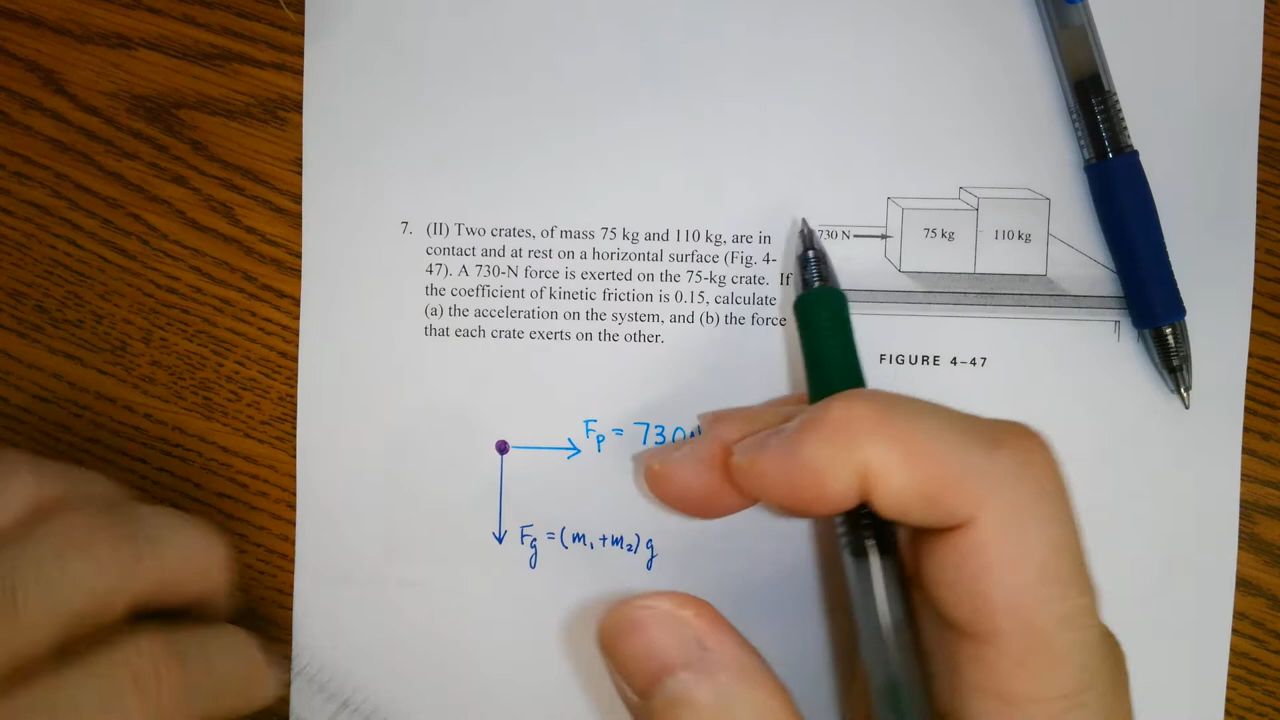 7. (II) Two crates, of mass 75 kg and 110 kg, are in
contact and at rest on a horizontal surface (Fig. 4-
47). A 730-N force is exerted on the 75-kg crate. If
the coefficient of kinetic friction is 0.15, calculate
(a) the acceleration on the system, and (b) the force
that each crate exerts on the other.
730 N
75 kg
110 kg
FIGURE 4-47
Fp = 730N
Fg = (m₁+m₂)g